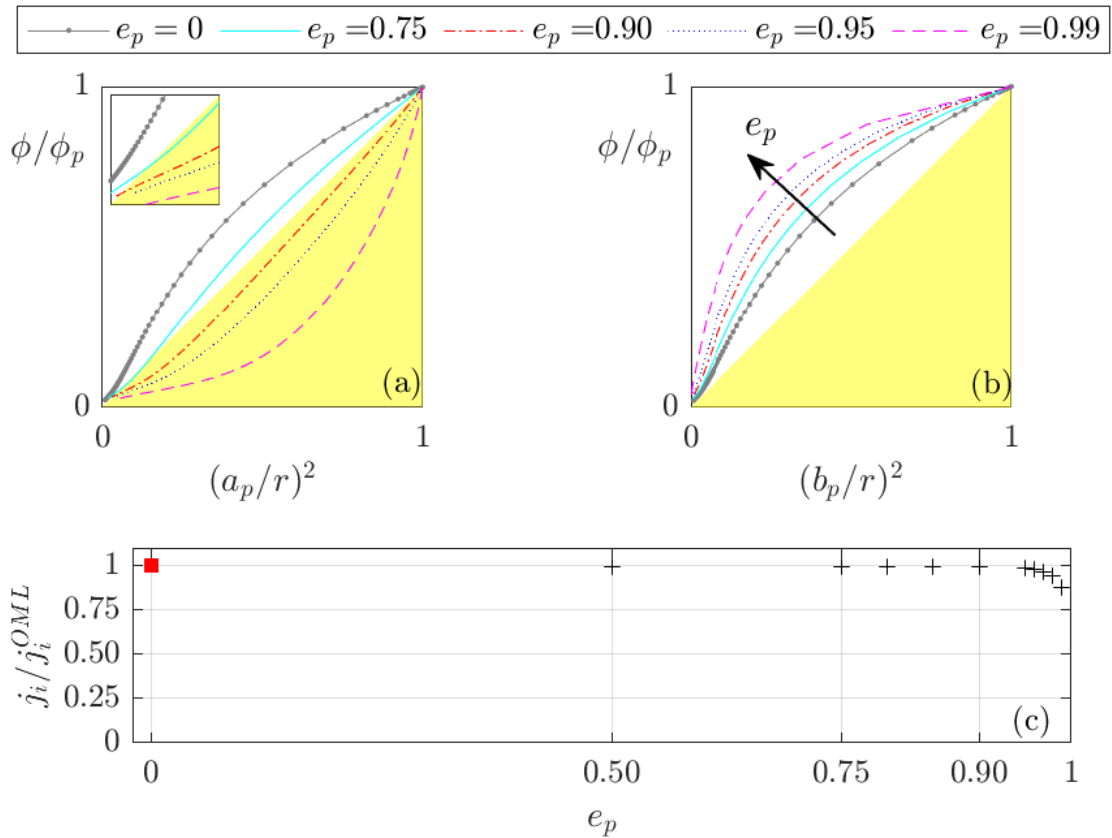 e_p = 0 e_p =0.75 e_p =0.90 e_p =0.95 e_p =0.99
1
ϕ/ϕ_p
(a)
0
0 1
(a_p/r)²
1
ϕ/ϕ_p
e_p
(b)
0
0 1
(b_p/r)²
1
0.75
0.50
0.25
0
j_i/j_i^{OML}
(c)
0 0.50 0.75 0.90 1
e_p